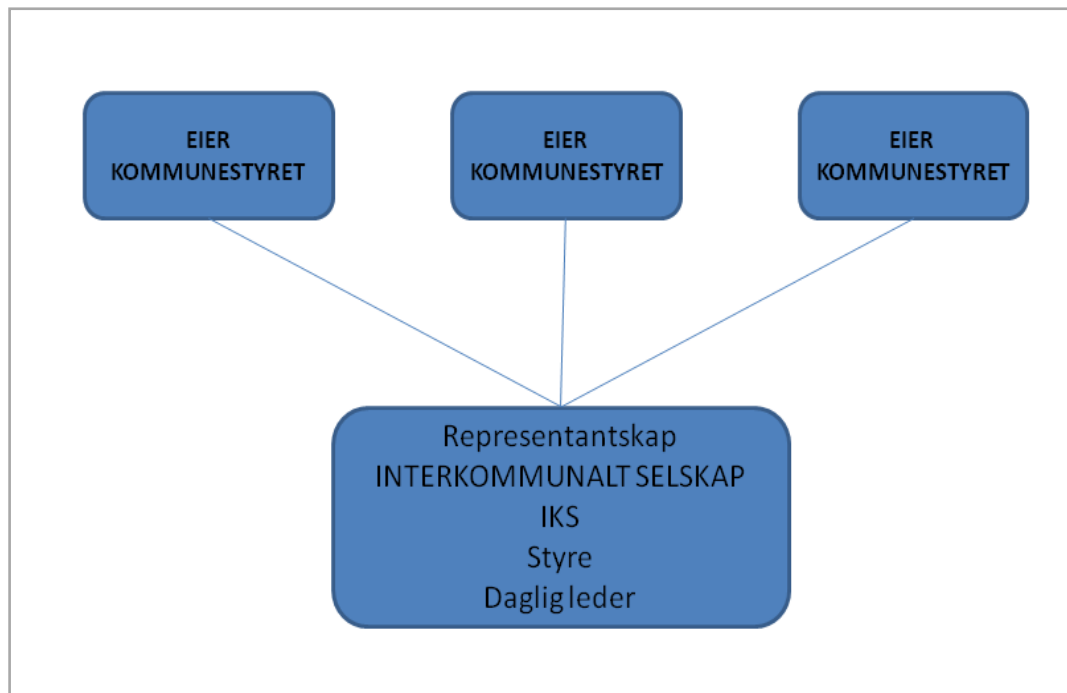 EIER
KOMMUNESTYRET
EIER
KOMMUNESTYRET
EIER
KOMMUNESTYRET
Representantskap
INTERKOMMUNALT SELSKAP
IKS
Styre
Daglig leder